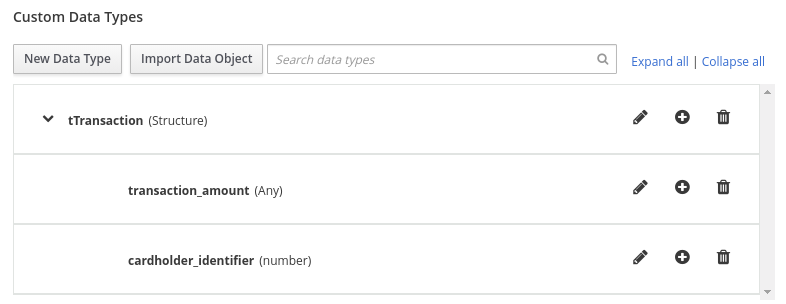 Custom Data Types
New Data Type Import Data Object Search data types Expand all | Collapse all
tTransaction (Structure)
transaction_amount (Any)
cardholder_identifier (number)